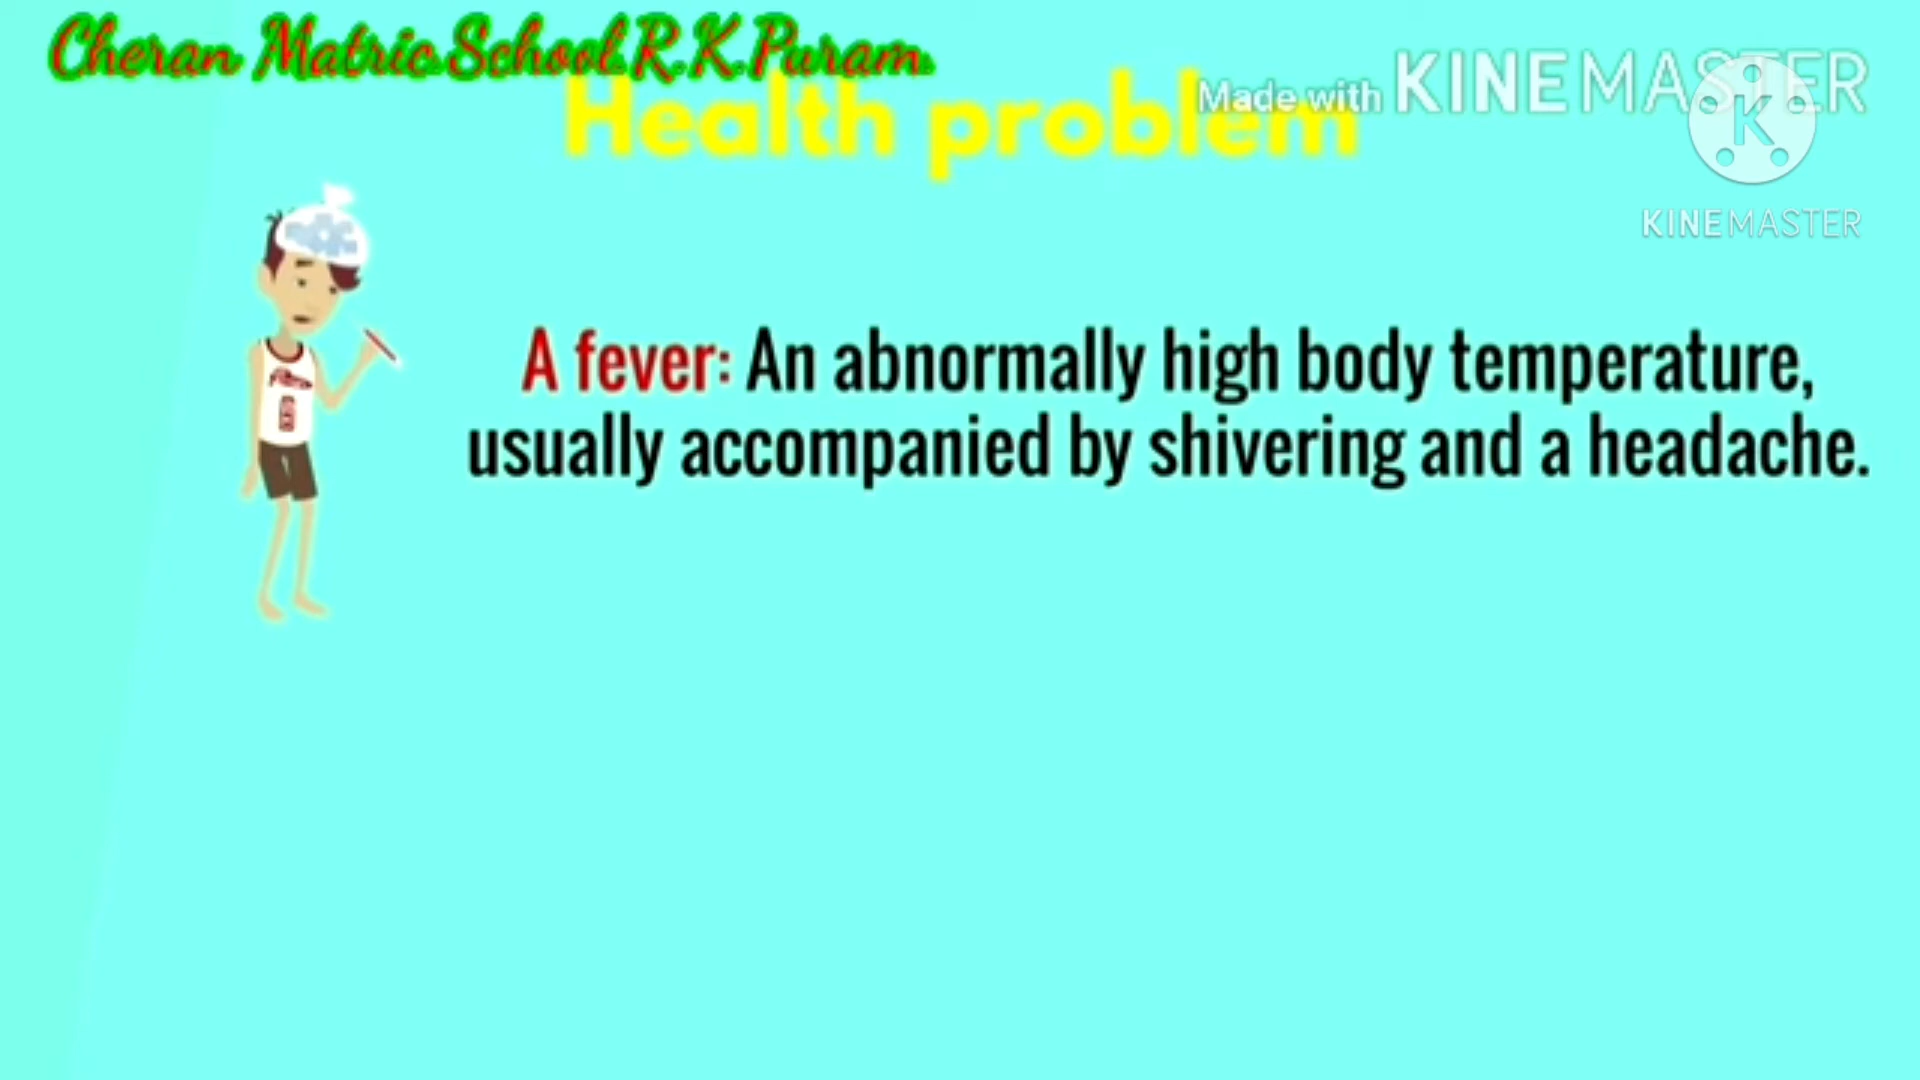 Cheran Matric.School.R.K.Puram.
Made with KINEMASTER
Health problem
K
KINEMASTER
A fever: An abnormally high body temperature,
usually accompanied by shivering and a headache.